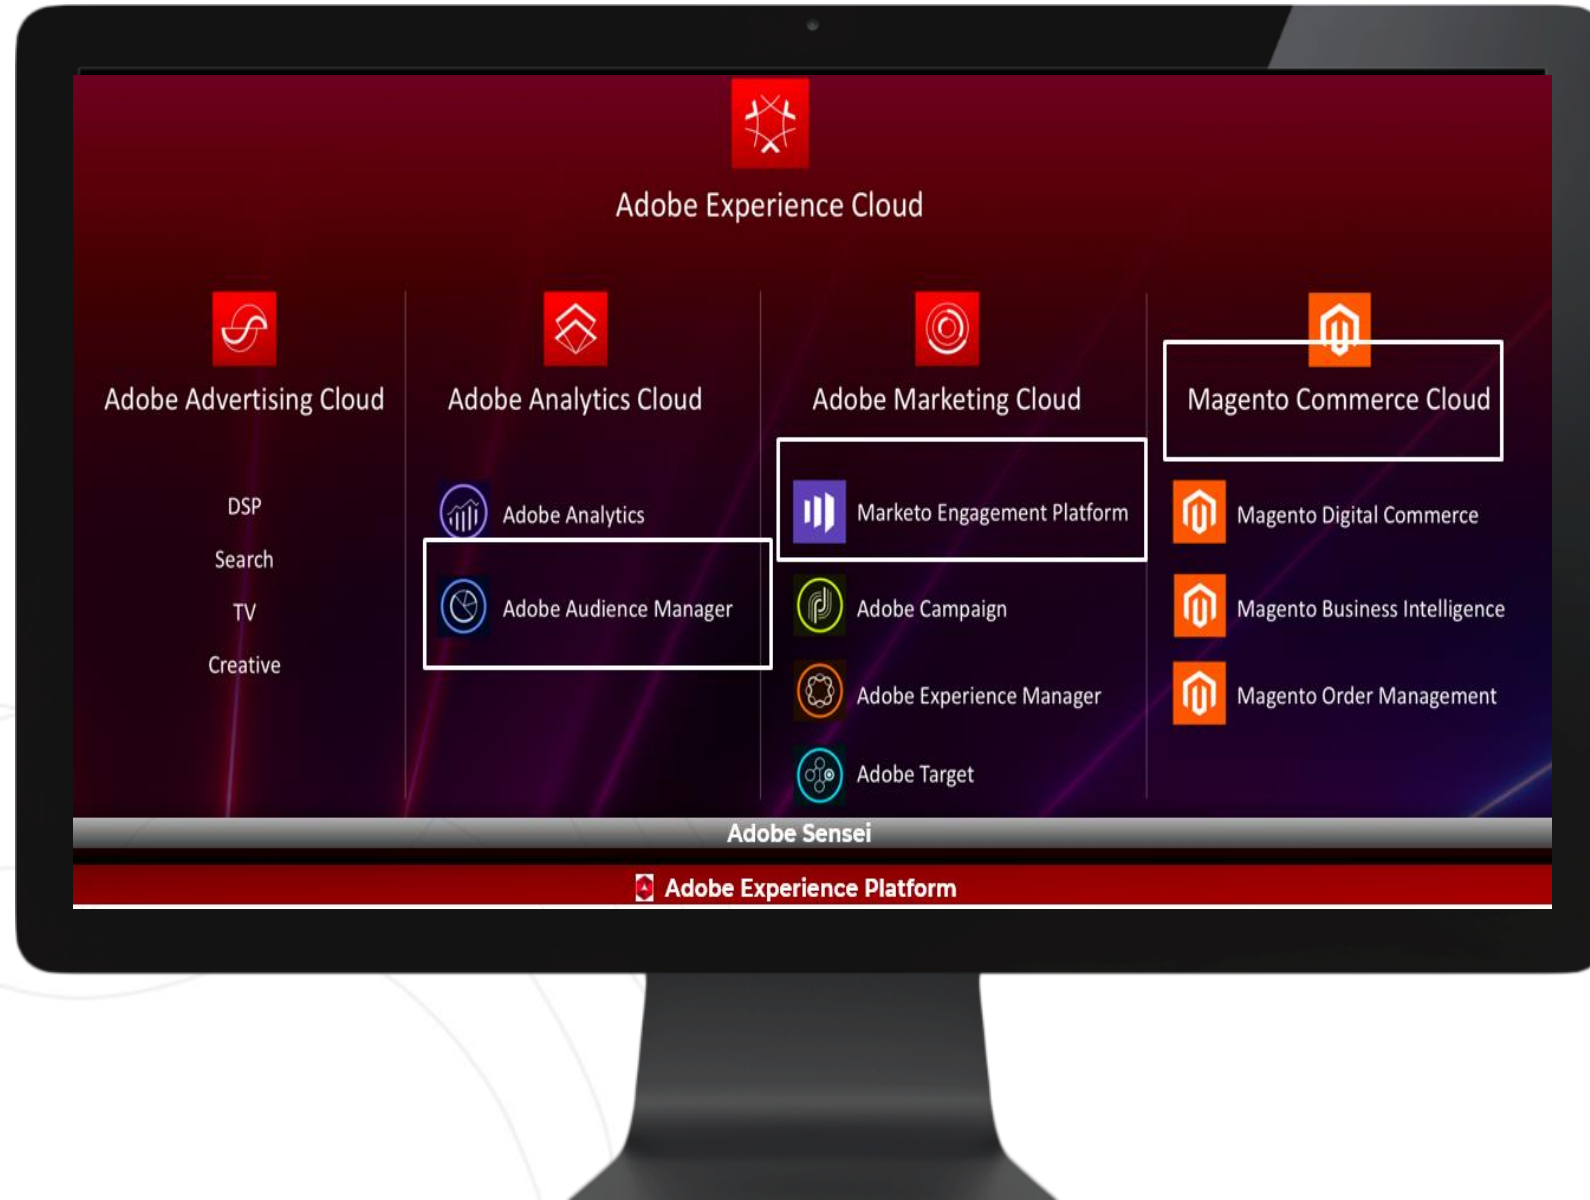 Adobe Experience Cloud
Adobe Advertising Cloud
DSP
Search
TV
Creative
Adobe Analytics Cloud
Adobe Analytics
Adobe Audience Manager
Adobe Marketing Cloud
Marketo Engagement Platform
Adobe Campaign
Adobe Experience Manager
Adobe Target
Magento Commerce Cloud
Magento Digital Commerce
Magento Business Intelligence
Magento Order Management
Adobe Sensei
Adobe Experience Platform